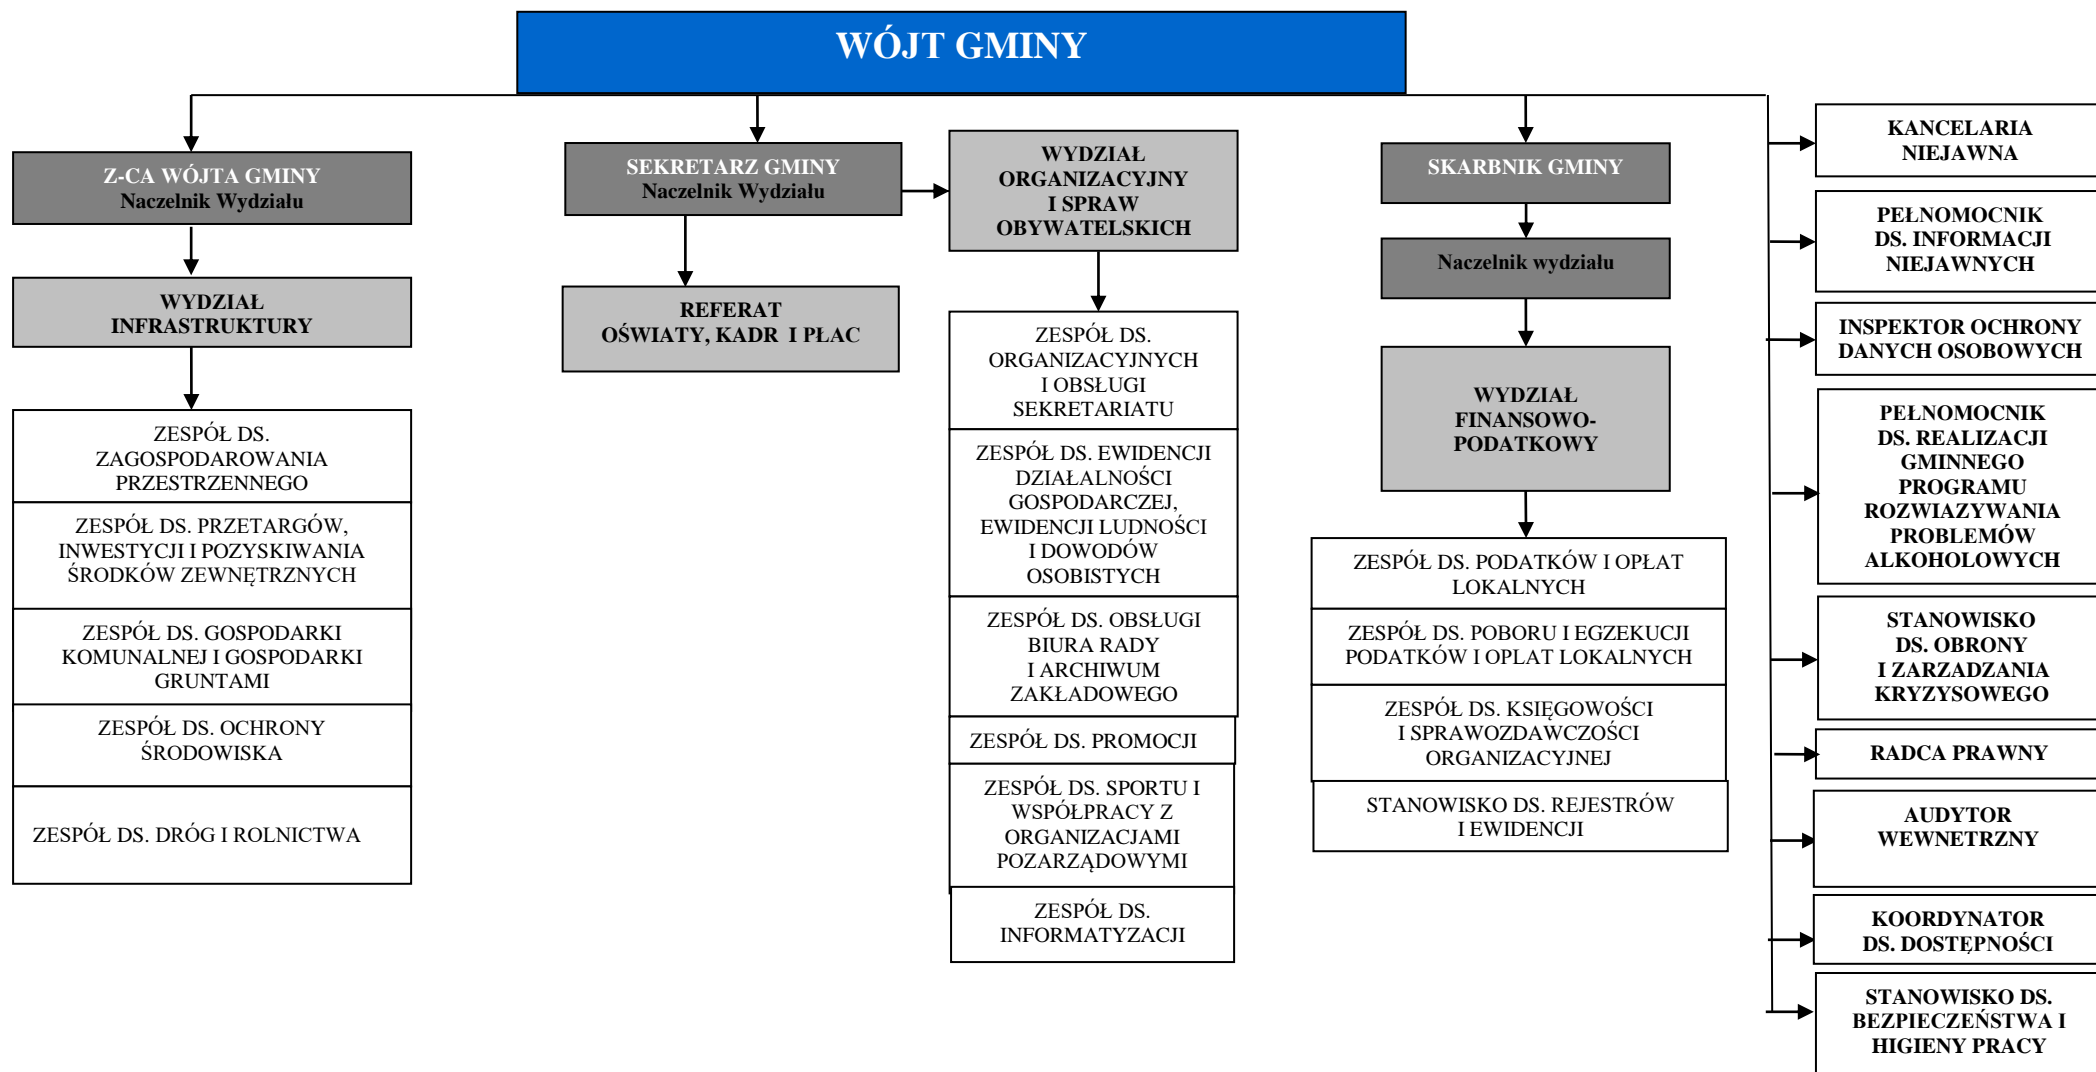 WÓJT GMINY
Z-CA WÓJTA GMINY
Naczelnik Wydziału
WYDZIAŁ
INFRASTRUKTURY
ZESPÓŁ DS.
ZAGOSPODAROWANIA
PRZESTRZENNEGO
ZESPÓŁ DS. PRZETARGÓW,
INWESTYCJI I POZYSKIWANIA
ŚRODKÓW ZEWNĘTRZNYCH
ZESPÓŁ DS. GOSPODARKI
KOMUNALNEJ I GOSPODARKI
GRUNTAMI
ZESPÓŁ DS. OCHRONY
ŚRODOWISKA
ZESPÓŁ DS. DRÓG I ROLNICTWA
SEKRETARZ GMINY
Naczelnik Wydziału
REFERAT
OŚWIATY, KADR I PŁAC
WYDZIAŁ
ORGANIZACYJNY
I SPRAW
OBYWATELSKICH
ZESPÓŁ DS.
ORGANIZACYJNYCH
I OBSŁUGI
SEKRETARIATU
ZESPÓŁ DS. EWIDENCJI
DZIAŁALNOŚCI
GOSPODARCZEJ,
EWIDENCJI LUDNOŚCI
I DOWODÓW
OSOBISTYCH
ZESPÓŁ DS. OBSŁUGI
BIURA RADY
I ARCHIWUM
ZAKŁADOWEGO
ZESPÓŁ DS. PROMOCJI
ZESPÓŁ DS. SPORTU I
WSPÓŁPRACY Z
ORGANIZACJAMI
POZARZĄDOWYMI
ZESPÓŁ DS.
INFORMATYZACJI
SKARBNIK GMINY
Naczelnik wydziału
WYDZIAŁ
FINANSOWO-
PODATKOWY
ZESPÓŁ DS. PODATKÓW I OPŁAT
LOKALNYCH
ZESPÓŁ DS. POBORU I EGZEKUCJI
PODATKÓW I OPLAT LOKALNYCH
ZESPÓŁ DS. KSIĘGOWOŚCI
I SPRAWOZDAWCZOŚCI
ORGANIZACYJNEJ
STANOWISKO DS. REJESTRÓW
I EWIDENCJI
KANCELARIA
NIEJAWNA
PEŁNOMOCNIK
DS. INFORMACJI
NIEJAWNYCH
INSPEKTOR OCHRONY
DANYCH OSOBOWYCH
PEŁNOMOCNIK
DS. REALIZACJI
GMINNEGO
PROGRAMU
ROZWIAZYWANIA
PROBLEMÓW
ALKOHOLOWYCH
STANOWISKO
DS. OBRONY
I ZARZADZANIA
KRYZYSOWEGO
RADCA PRAWNY
AUDYTOR
WEWNETRZNY
KOORDYNATOR
DS. DOSTĘPNOŚCI
STANOWISKO DS.
BEZPIECZEŃSTWA I
HIGIENY PRACY